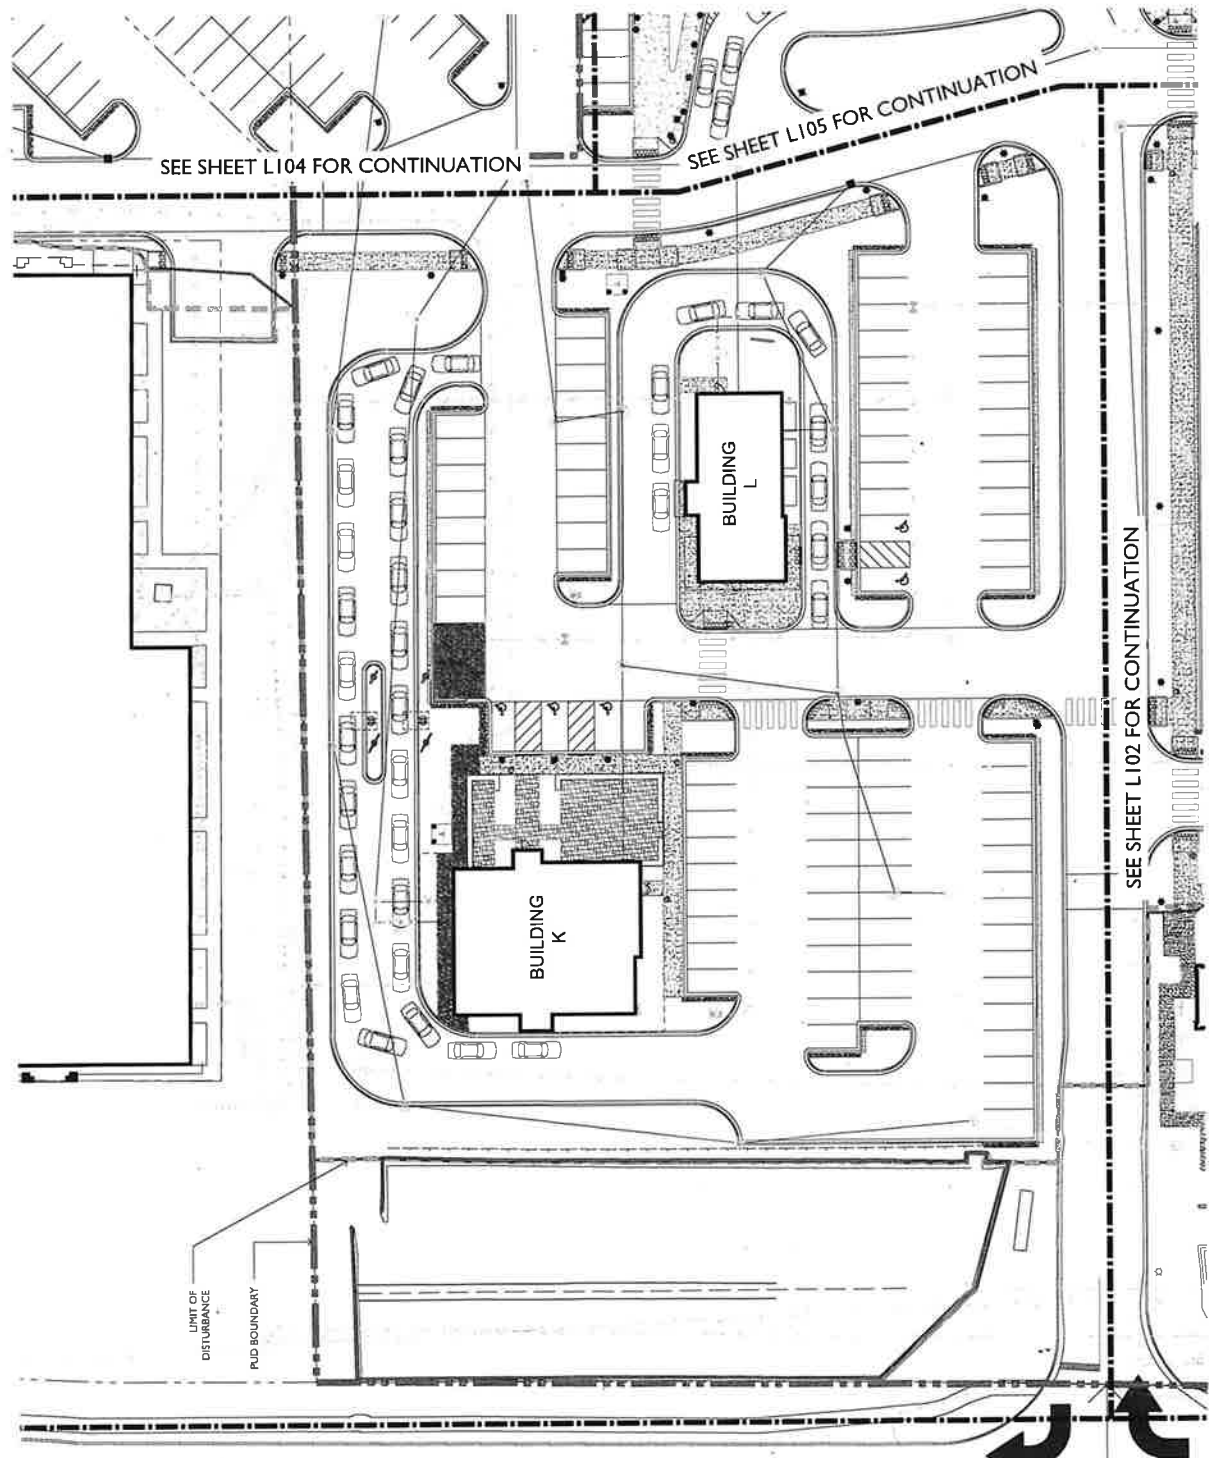 SEE SHEET L104 FOR CONTINUATION
SEE SHEET L105 FOR CONTINUATION
BUILDING
L
SEE SHEET L102 FOR CONTINUATION
BUILDING
K
LIMIT OF
DISTURBANCE
PUD BOUNDARY